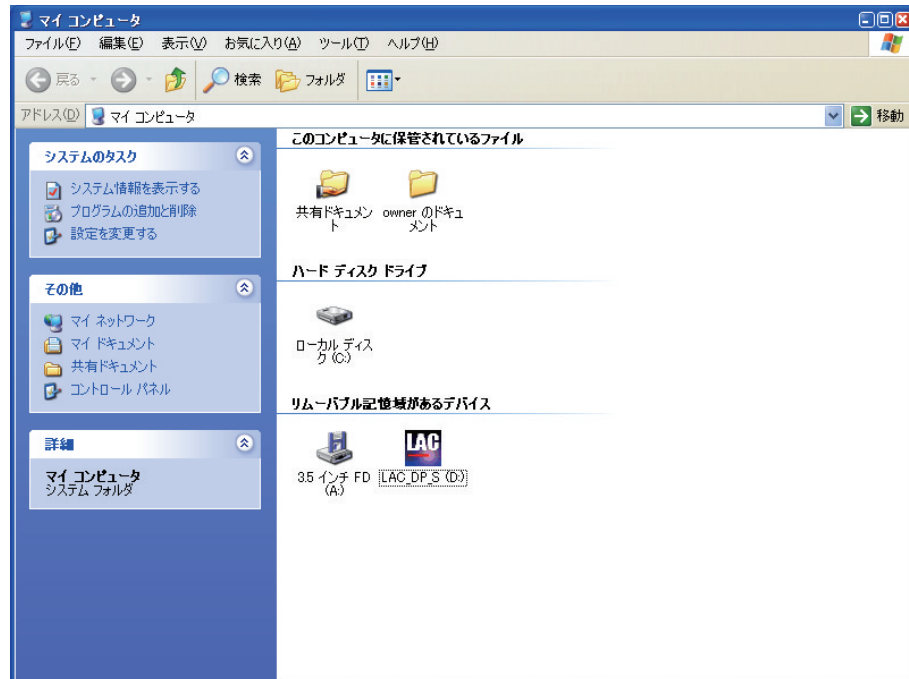 マイ コンピュータ
ファイル(F) 編集(E) 表示(V) お気に入り(A) ツール(T) ヘルプ(H)
戻る 検索 フォルダ
アドレス(D) マイ コンピュータ 移動
システムのタスク
システム情報を表示する
プログラムの追加と削除
設定を変更する
その他
マイ ネットワーク
マイ ドキュメント
共有ドキュメント
コントロール パネル
詳細
マイ コンピュータ
システム フォルダ
このコンピュータに保管されているファイル
共有ドキュメン owner のドキュ
ト メント
ハード ディスク ドライブ
ローカル ディス
ク (C:)
リムーバブル記憶域があるデバイス
LAC
3.5 インチ FD LAC_DP_S (D:)
(A:)